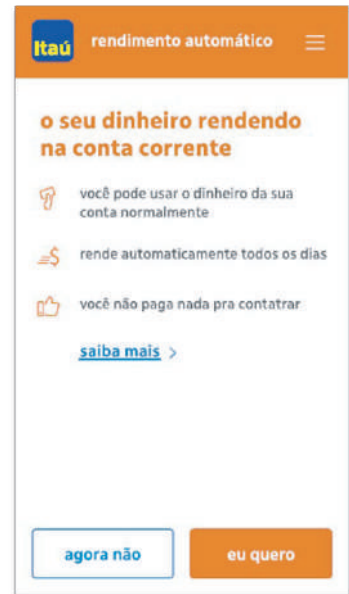 Itaú
rendimento automático
o seu dinheiro rendendo
na conta corrente
você pode usar o dinheiro da sua
conta normalmente
rende automaticamente todos os dias
você não paga nada pra contatrar
saiba mais >
agora não
eu quero